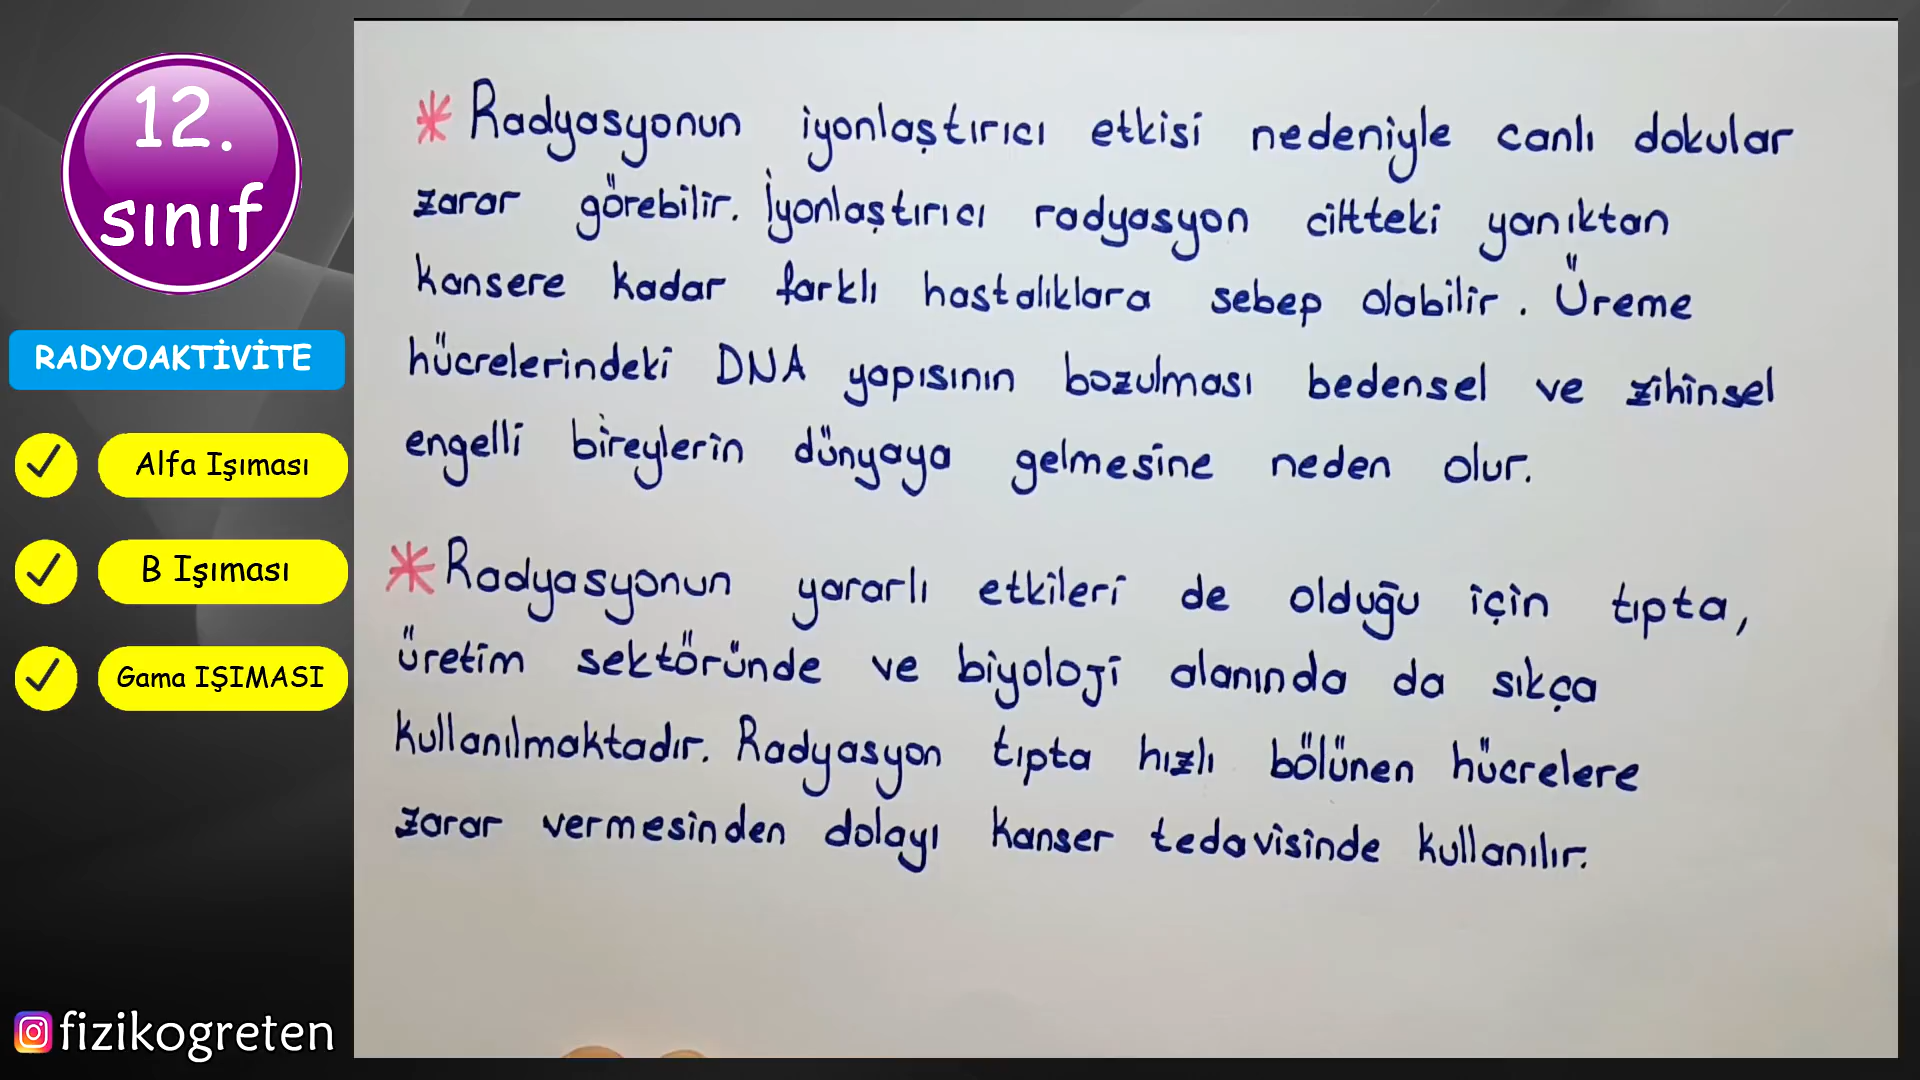 12.
sınıf
RADYOAKTİVİTE
Alfa Işıması
B Işıması
Gama IŞIMASI
fizikogreten
* Radyasyonun iyonlaştırıcı etkisi nedeniyle canlı dokular
zarar görebilir. İyonlaştırıcı radyasyon ciltteki yanıktan
kansere kadar farklı hastalıklara sebep olabilir. Üreme
hücrelerindeki DNA yapısının bozulması bedensel ve zihinsel
engelli bireylerin dünyaya gelmesine neden olur.
* Radyasyonun yararlı etkileri de olduğu için tıpta,
üretim sektöründe ve biyoloji alanında da sıkça
kullanılmaktadır. Radyasyon tıpta hızlı bölünen hücrelere
zarar vermesinden dolayı kanser tedavisinde kullanılır.